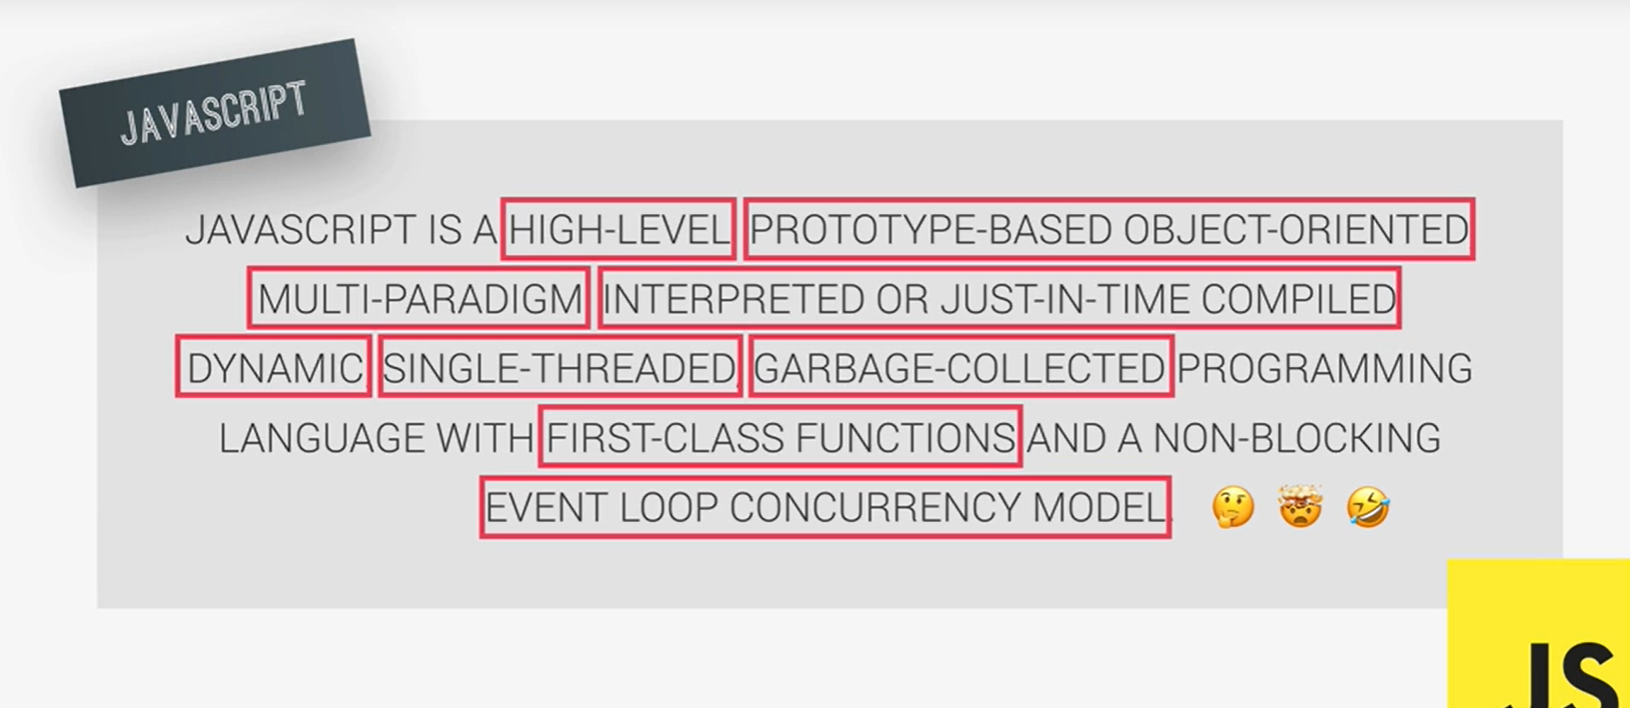 JAVASCRIPT
JAVASCRIPT IS A HIGH-LEVEL PROTOTYPE-BASED OBJECT-ORIENTED
MULTI-PARADIGM INTERPRETED OR JUST-IN-TIME COMPILED
DYNAMIC, SINGLE-THREADED, GARBAGE-COLLECTED PROGRAMMING
LANGUAGE WITH FIRST-CLASS FUNCTIONS AND A NON-BLOCKING
EVENT LOOP CONCURRENCY MODEL. 🤔 🤯 🤣
JS